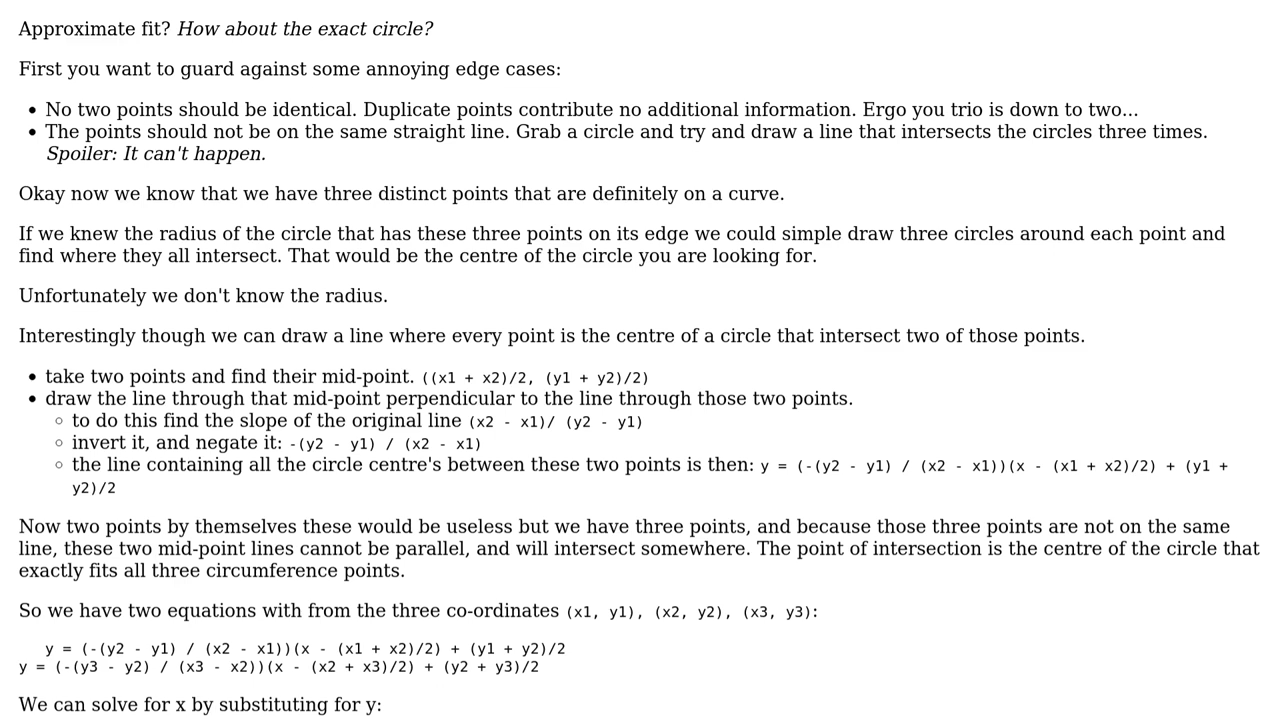 Approximate fit? How about the exact circle?
First you want to guard against some annoying edge cases:
• No two points should be identical. Duplicate points contribute no additional information. Ergo you trio is down to two...
• The points should not be on the same straight line. Grab a circle and try and draw a line that intersects the circles three times.
Spoiler: It can't happen.
Okay now we know that we have three distinct points that are definitely on a curve.
If we knew the radius of the circle that has these three points on its edge we could simple draw three circles around each point and
find where they all intersect. That would be the centre of the circle you are looking for.
Unfortunately we don't know the radius.
Interestingly though we can draw a line where every point is the centre of a circle that intersect two of those points.
• take two points and find their mid-point. ((x1 + x2)/2, (y1 + y2)/2)
• draw the line through that mid-point perpendicular to the line through those two points.
◦ to do this find the slope of the original line (x2 - x1)/ (y2 - y1)
◦ invert it, and negate it: -(y2 - y1) / (x2 - x1)
◦ the line containing all the circle centre's between these two points is then: y = (-(y2 - y1) / (x2 - x1))(x - (x1 + x2)/2) + (y1 +
y2)/2
Now two points by themselves these would be useless but we have three points, and because those three points are not on the same
line, these two mid-point lines cannot be parallel, and will intersect somewhere. The point of intersection is the centre of the circle that
exactly fits all three circumference points.
So we have two equations with from the three co-ordinates (x1, y1), (x2, y2), (x3, y3):
y = (-(y2 - y1) / (x2 - x1))(x - (x1 + x2)/2) + (y1 + y2)/2
y = (-(y3 - y2) / (x3 - x2))(x - (x2 + x3)/2) + (y2 + y3)/2
We can solve for x by substituting for y: